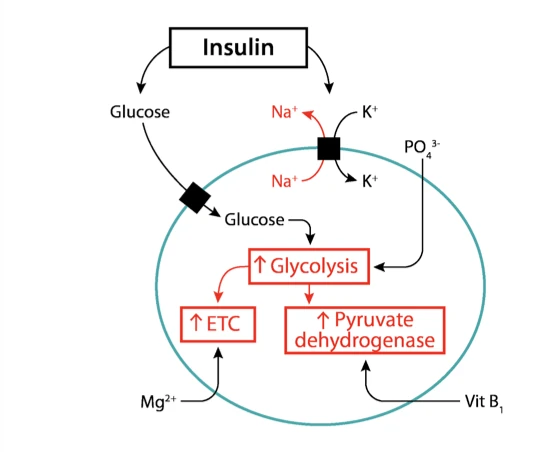 Insulin
Glucose
Na⁺
K⁺
PO₄³⁻
Na⁺
K⁺
Glucose
↑ Glycolysis
↑ ETC
↑ Pyruvate
dehydrogenase
Mg²⁺
Vit B₁